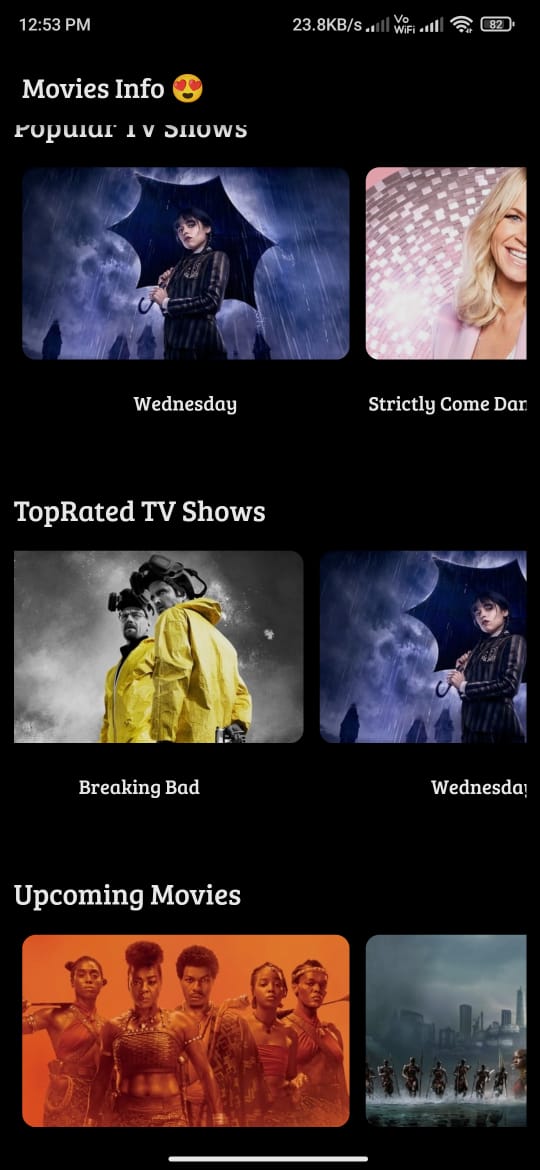 12:53 PM
23.8KB/s Vo WiFi 82
Movies Info 😍
Popular TV Shows
Wednesday
Strictly Come Dan
TopRated TV Shows
Breaking Bad
Wednesday
Upcoming Movies